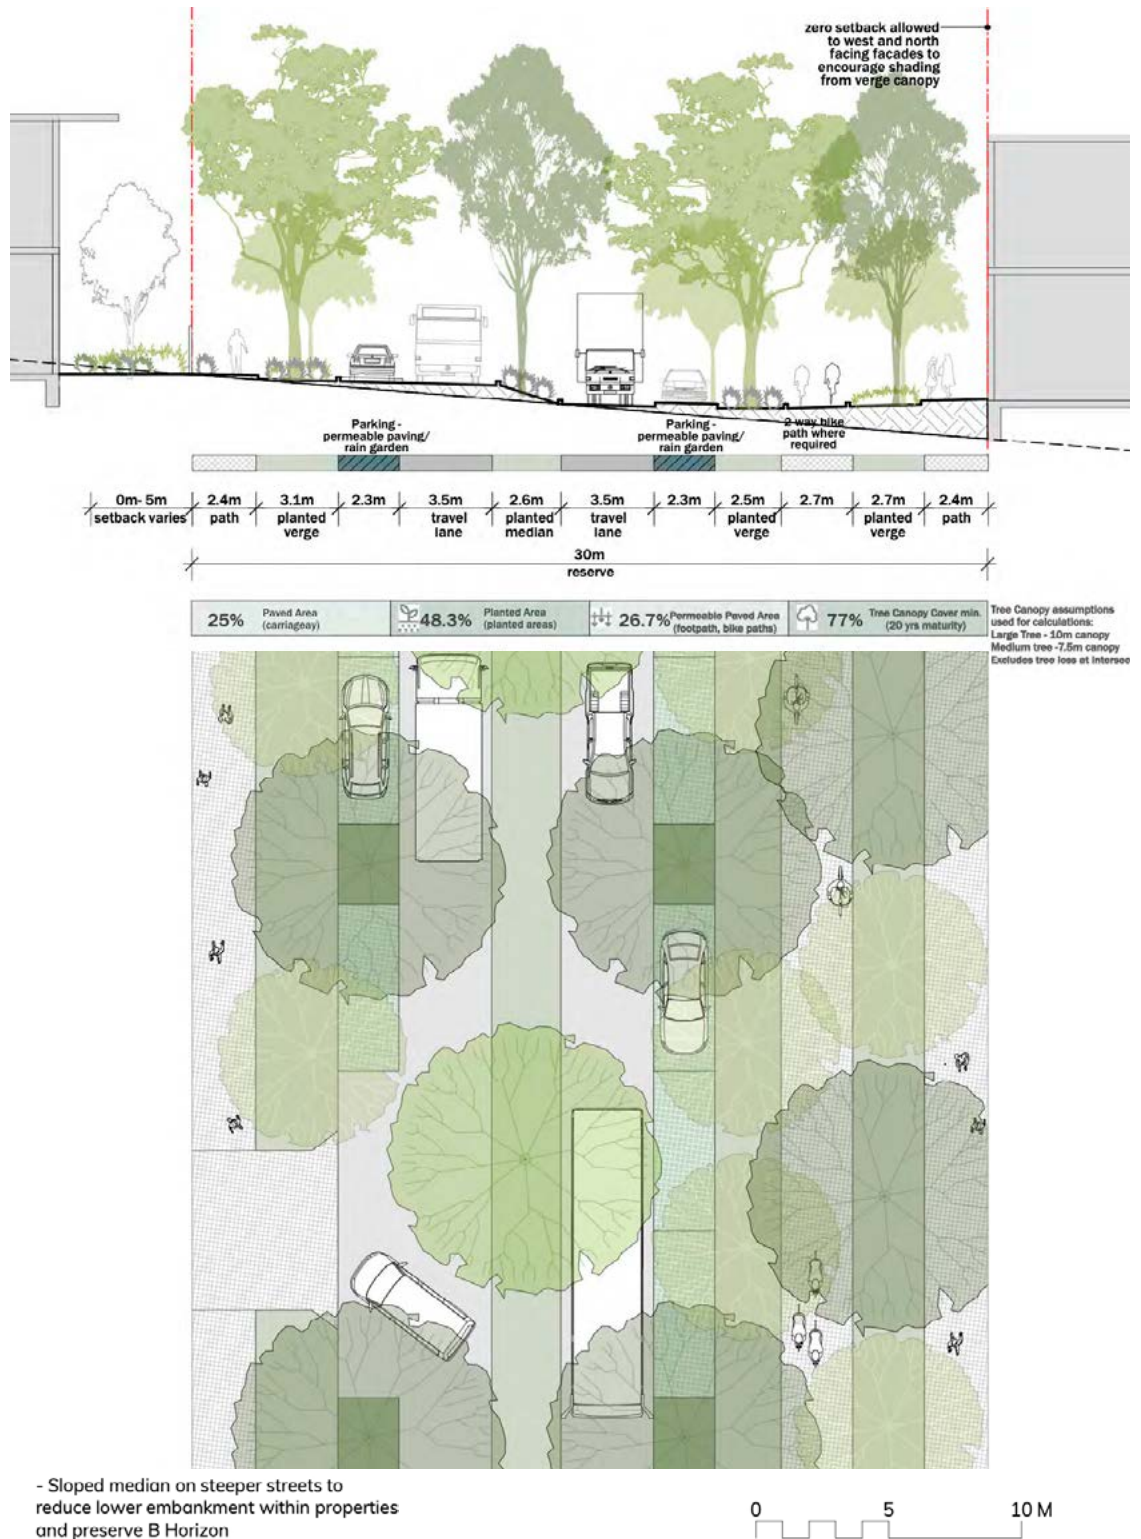 zero setback allowed
to west and north
facing facades to
encourage shading
from verge canopy
Parking -
permeable paving/
rain garden
Parking -
permeable paving/
rain garden
2 way bike
path where
required
0m- 5m
setback varies
2.4m
path
3.1m
planted
verge
2.3m
3.5m
travel
lane
2.6m
planted
median
3.5m
travel
lane
2.3m
2.5m
planted
verge
2.7m
2.7m
planted
verge
2.4m
path
30m
reserve
25% Paved Area
(carriageay)
48.3% Planted Area
(planted areas)
26.7% Permeable Paved Area
(footpath, bike paths)
77% Tree Canopy Cover min.
(20 yrs maturity)
Tree Canopy assumptions
used for calculations:
Large Tree - 10m canopy
Medium tree -7.5m canopy
Excludes tree loss at intersec
- Sloped median on steeper streets to
reduce lower embankment within properties
and preserve B Horizon
0 5 10 M